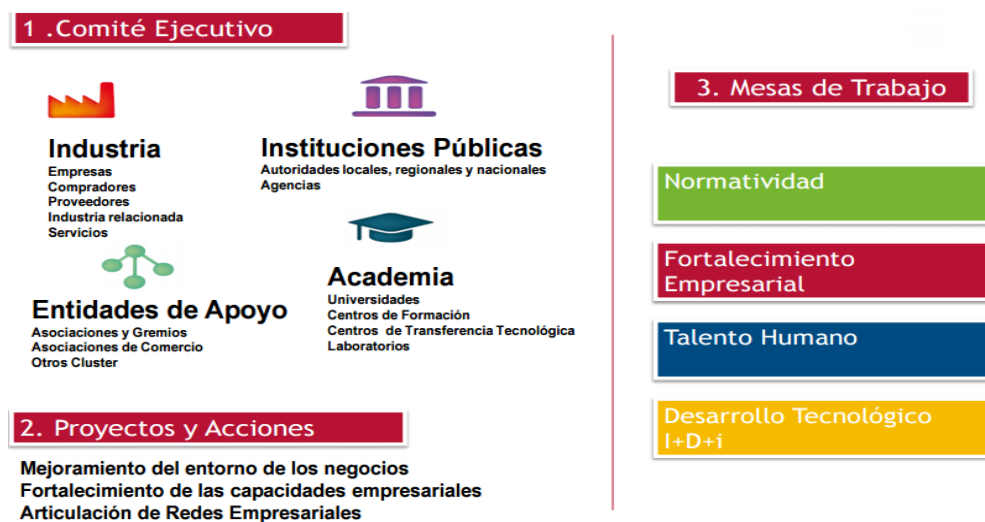 1 .Comité Ejecutivo
Industria
Empresas
Compradores
Proveedores
Industria relacionada
Servicios
Instituciones Públicas
Autoridades locales, regionales y nacionales
Agencias
Entidades de Apoyo
Asociaciones y Gremios
Asociaciones de Comercio
Otros Cluster
Academia
Universidades
Centros de Formación
Centros de Transferencia Tecnológica
Laboratorios
2. Proyectos y Acciones
Mejoramiento del entorno de los negocios
Fortalecimiento de las capacidades empresariales
Articulación de Redes Empresariales
3. Mesas de Trabajo
Normatividad
Fortalecimiento
Empresarial
Talento Humano
Desarrollo Tecnológico
I+D+i